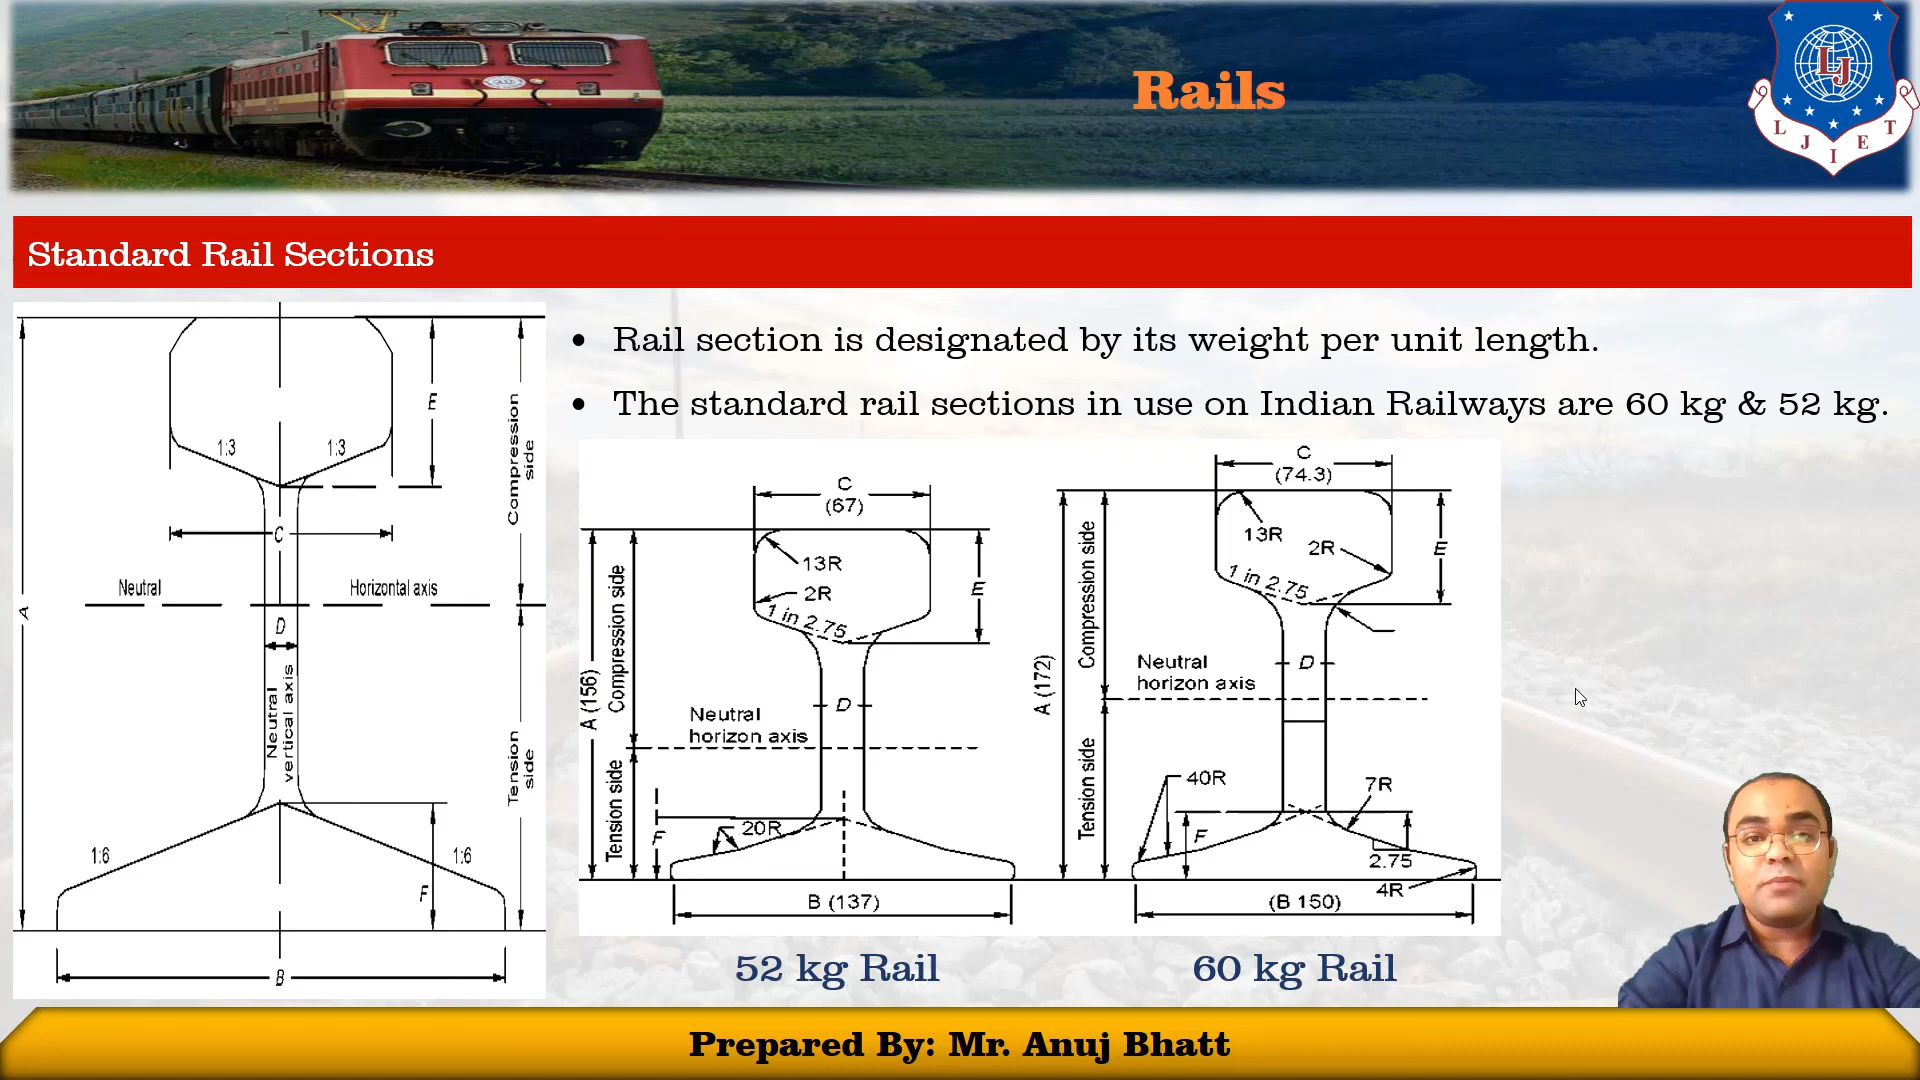 Rails
L J
L J I E T
Standard Rail Sections
• Rail section is designated by its weight per unit length.
• The standard rail sections in use on Indian Railways are 60 kg & 52 kg.
A
1:3
1:3
E
Compression
side
C
Neutral
Horizontal axis
D
Neutral
vertical axis
Tension
side
1:6
1:6
F
B
C
(67)
13R
2R
1 in 2.75
E
A (156)
Compression side
D
Neutral
horizon axis
Tension side
F
20R
B (137)
C
(74.3)
13R
2R
1 in 2.75
E
A (172)
Compression side
Neutral
horizon axis
D
Tension side
40R
F
7R
2.75
4R
(B 150)
52 kg Rail
60 kg Rail
Prepared By: Mr. Anuj Bhatt